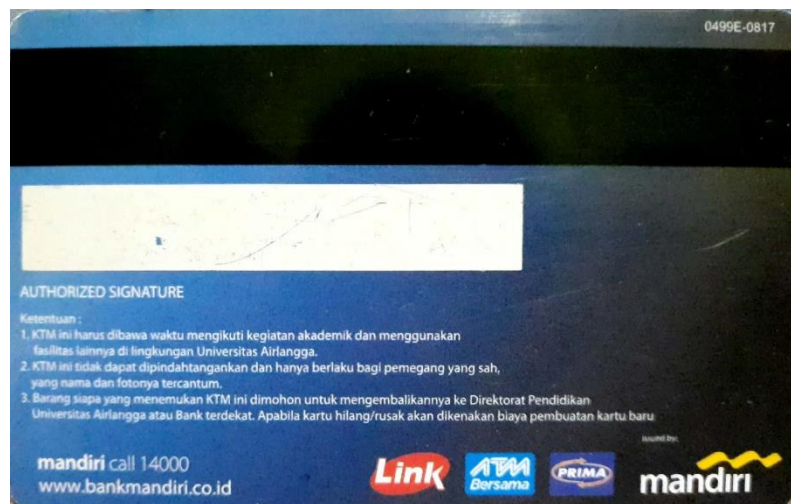 0499E-0817
AUTHORIZED SIGNATURE
Ketentuan :
1. KTM ini harus dibawa waktu mengikuti kegiatan akademik dan menggunakan
fasilitas lainnya di lingkungan Universitas Airlangga.
2. KTM ini tidak dapat dipindahtangankan dan hanya berlaku bagi pemegang yang sah,
yang nama dan fotonya tercantum.
3. Barang siapa yang menemukan KTM ini dimohon untuk mengembalikannya ke Direktorat Pendidikan
Universitas Airlangga atau Bank terdekat. Apabila kartu hilang/rusak akan dikenakan biaya pembuatan kartu baru
issued by:
mandiri call 14000
www.bankmandiri.co.id
Link
ATM
Bersama
PRIMA
mandiri